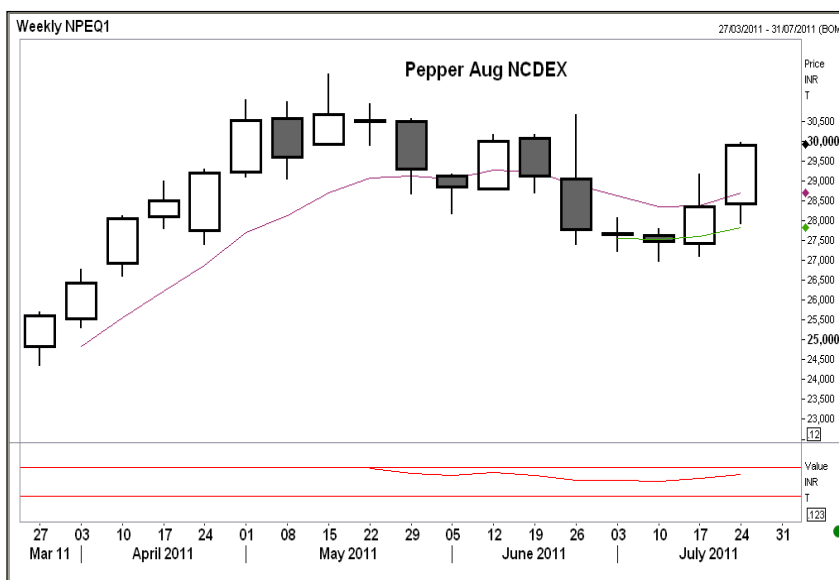 Weekly NPEQ1
27/03/2011 - 31/07/2011 (BOM
Pepper Aug NCDEX
Price
INR
T
30,500
30,000
29,500
29,000
28,500
28,000
27,500
27,000
26,500
26,000
25,500
25,000
24,500
24,000
23,500
23,000
.12
Value
INR
T
.123
27 03 10 17 24 01 08 15 22 29 05 12 19 26 03 10 17 24 31
Mar 11 April 2011 May 2011 June 2011 July 2011